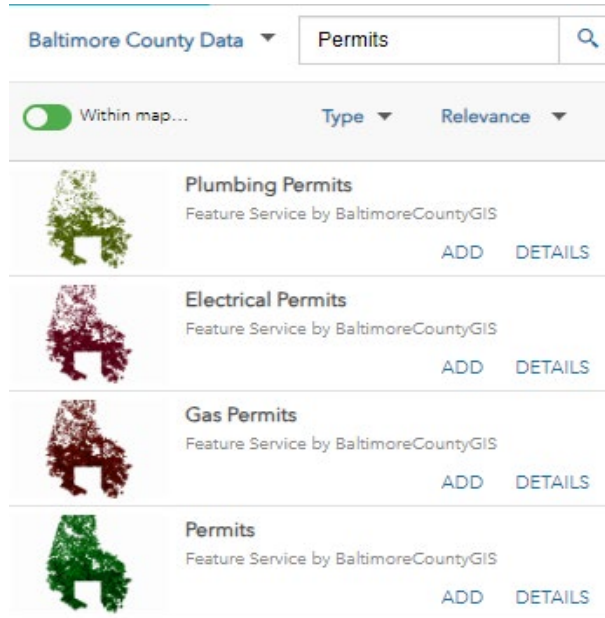 Baltimore County Data Permits
Within map... Type Relevance
Plumbing Permits
Feature Service by BaltimoreCountyGIS
ADD DETAILS
Electrical Permits
Feature Service by BaltimoreCountyGIS
ADD DETAILS
Gas Permits
Feature Service by BaltimoreCountyGIS
ADD DETAILS
Permits
Feature Service by BaltimoreCountyGIS
ADD DETAILS